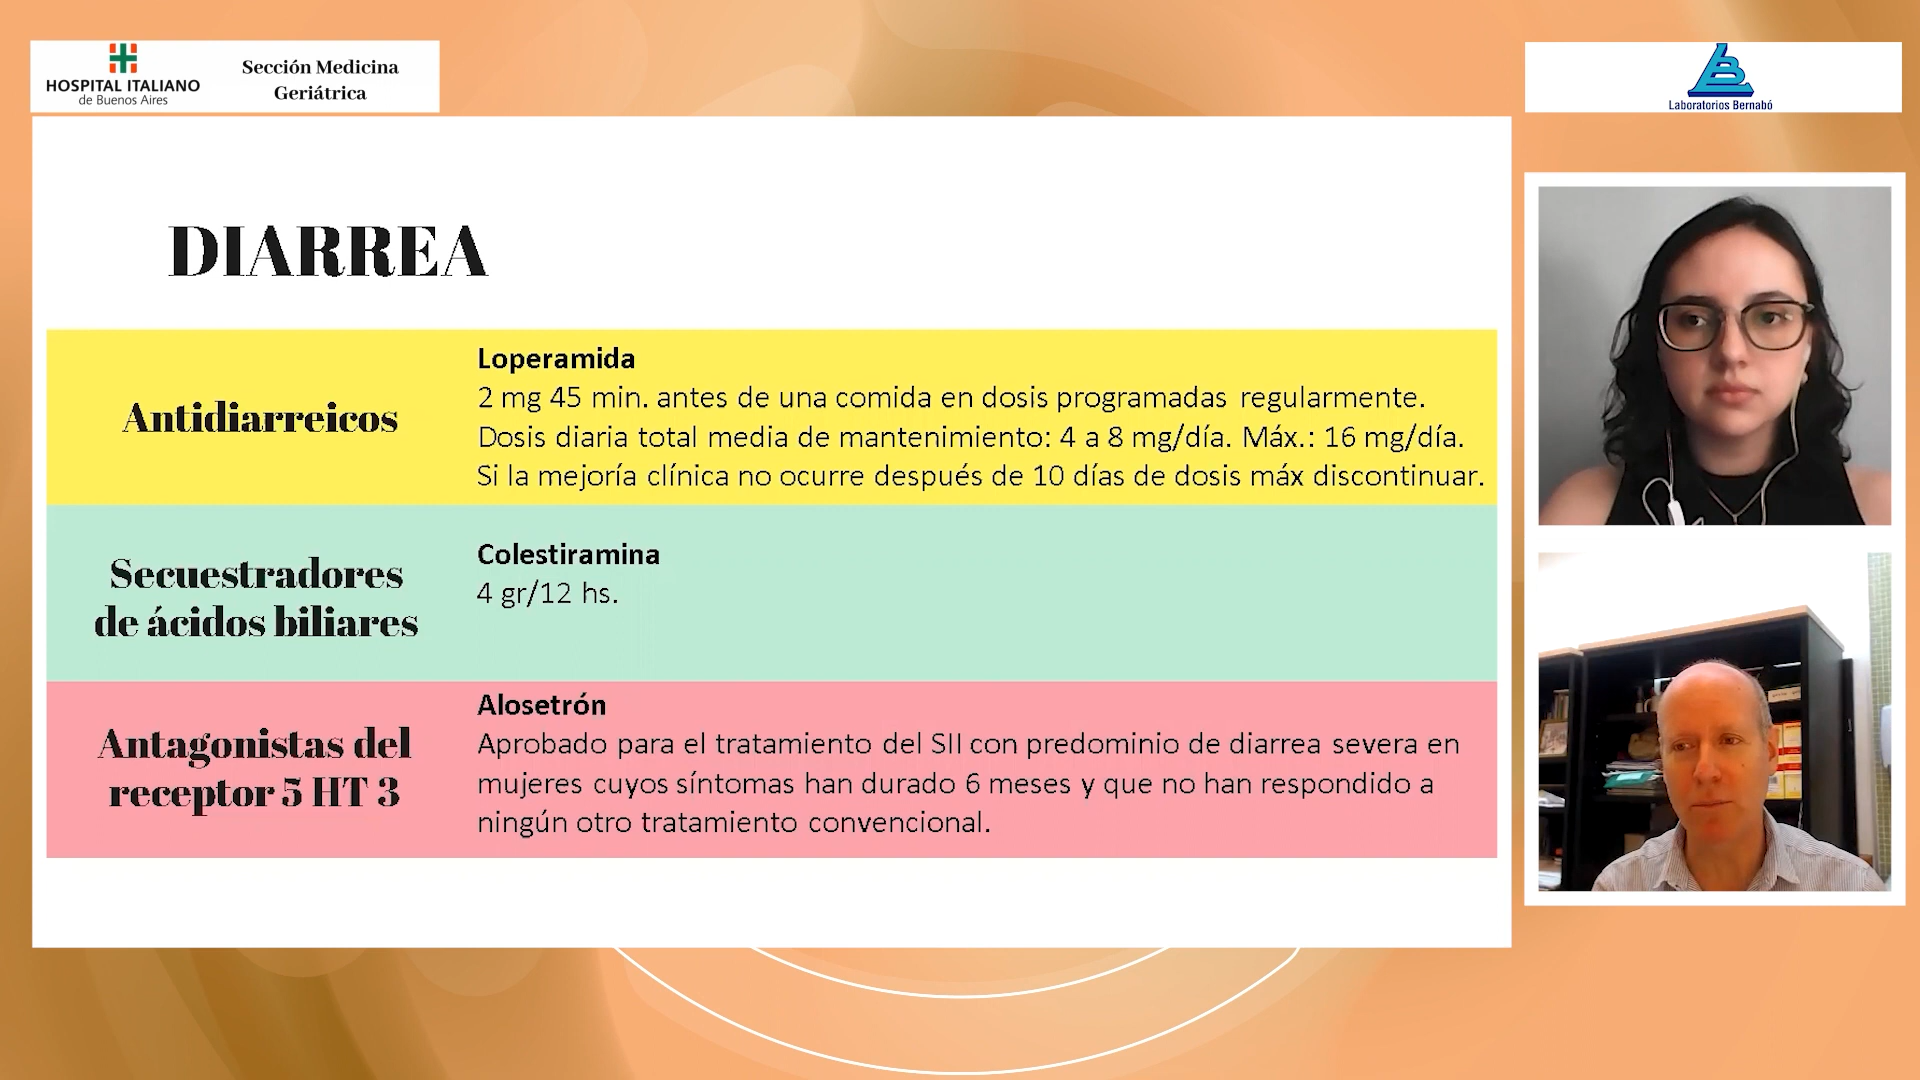 HOSPITAL ITALIANO
de Buenos Aires
Sección Medicina
Geriátrica
Laboratorios Bernabó
DIARREA
Antidiarreicos
Loperamida
2 mg 45 min. antes de una comida en dosis programadas regularmente.
Dosis diaria total media de mantenimiento: 4 a 8 mg/día. Máx.: 16 mg/día.
Si la mejoría clínica no ocurre después de 10 días de dosis máx discontinuar.
Secuestradores
de ácidos biliares
Colestiramina
4 gr/12 hs.
Antagonistas del
receptor 5 HT 3
Alosetrón
Aprobado para el tratamiento del SII con predominio de diarrea severa en
mujeres cuyos síntomas han durado 6 meses y que no han respondido a
ningún otro tratamiento convencional.